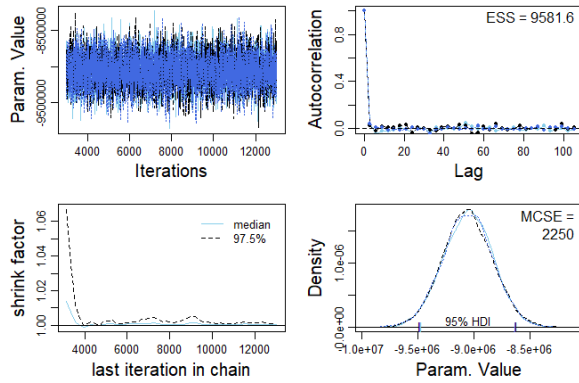 Param. Value
-9500000
-8500000
4000
6000
8000
10000
12000
Iterations
Autocorrelation
0.0
0.4
0.8
ESS = 9581.6
0
20
40
60
80
100
Lag
shrink factor
1.00
1.02
1.04
1.06
median
97.5%
4000
6000
8000
10000
12000
last iteration in chain
Density
0.0e+00
1.0e-06
MCSE =
2250
95% HDI
-1.0e+07
-9.5e+06
-9.0e+06
-8.5e+06
Param. Value